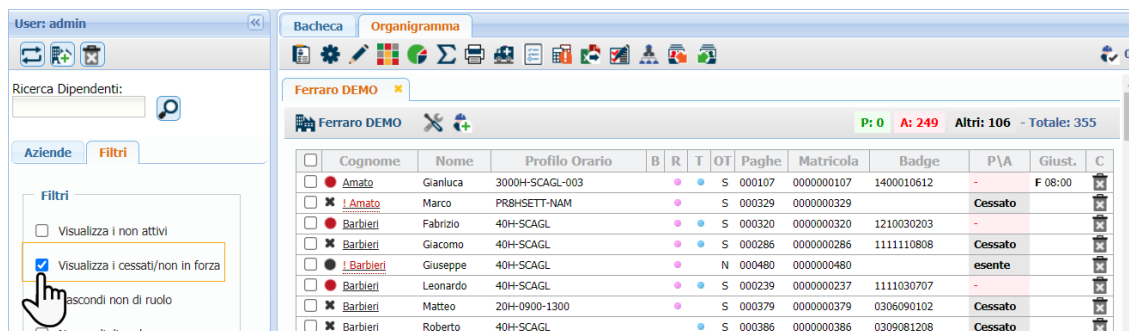 User: admin
Ricerca Dipendenti:
Aziende Filtri
Filtri
Visualizza i non attivi
Visualizza i cessati/non in forza
ascondi non di ruolo
Bacheca Organigramma
Ferraro DEMO
Ferraro DEMO P: 0 A: 249 Altri: 106 - Totale: 355
Cognome Nome Profilo Orario B R T OT Paghe Matricola Badge P\A Giust. C
Amato Gianluca 3000H-SCAGL-003 S 000107 0000000107 1400010612 - F 08:00
! Amato Marco PR8HSETT-NAM S 000329 0000000329 Cessato
Barbieri Fabrizio 40H-SCAGL S 000320 0000000320 1210030203 -
Barbieri Giacomo 40H-SCAGL S 000286 0000000286 1111110808 Cessato
! Barbieri Giuseppe 40H-SCAGL N 000480 0000000480 esente
Barbieri Leonardo 40H-SCAGL S 000239 0000000237 1111030707 -
Barbieri Matteo 20H-0900-1300 S 000379 0000000379 0306090102 Cessato
Barbieri Roberto 40H-SCAGL S 000386 0000000386 0309081208 Cessato